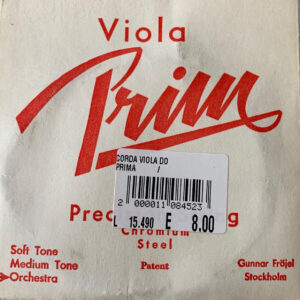 Viola
Prim
CORDA VIOLA DO
PRIMA /
2 000011 084523
L 15.490 E 8.00
Prec g
Chromium
Steel
Soft Tone
Medium Tone
Orchestra
Patent
Gunnar Fröjel
Stockholm